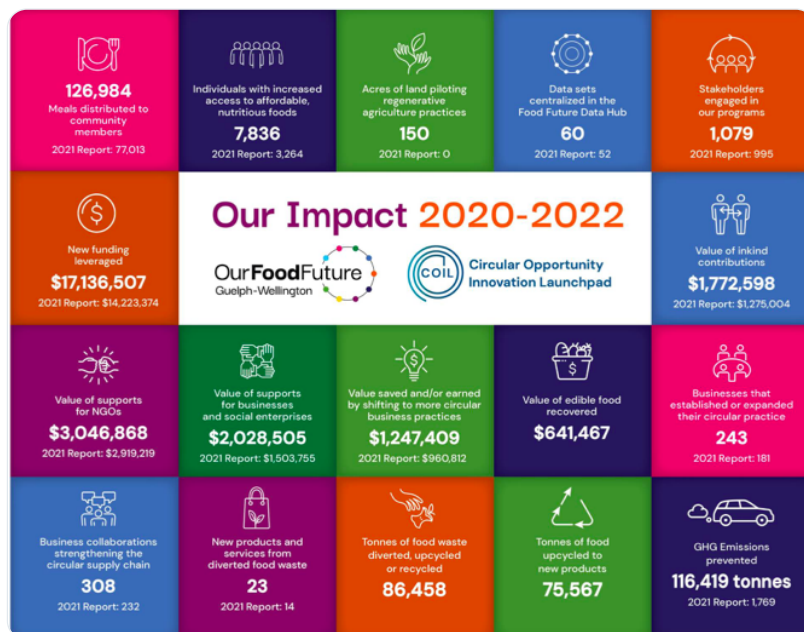 126,984
Meals distributed to
community
members
2021 Report: 77,013
Individuals with increased
access to affordable,
nutritious foods
7,836
2021 Report: 3,264
Acres of land piloting
regenerative
agriculture practices
150
2021 Report: 0
Data sets
centralized in the
Food Future Data Hub
60
2021 Report: 52
Stakeholders
engaged in
our programs
1,079
2021 Report: 995
$
New funding
leveraged
$17,136,507
2021 Report: $14,223,374
Our Impact 2020-2022
OurFoodFuture
Guelph-Wellington
COIL
Circular Opportunity
Innovation Launchpad
Value of inkind
contributions
$1,772,598
2021 Report: $1,275,004
Value of supports
for NGOs
$3,046,868
2021 Report: $2,919,219
Value of supports
for businesses
and social enterprises
$2,028,505
2021 Report: $1,503,755
$
Value saved and/or earned
by shifting to more circular
business practices
$1,247,409
2021 Report: $960,812
$
Value of edible food
recovered
$641,467
Businesses that
established or expanded
their circular practice
243
2021 Report: 181
Business collaborations
strengthening the
circular supply chain
308
2021 Report: 232
New products and
services from
diverted food waste
23
2021 Report: 14
Tonnes of food waste
diverted, upcycled
or recycled
86,458
Tonnes of food
upcycled to
new products
75,567
GHG Emissions
prevented
116,419 tonnes
2021 Report: 1,769